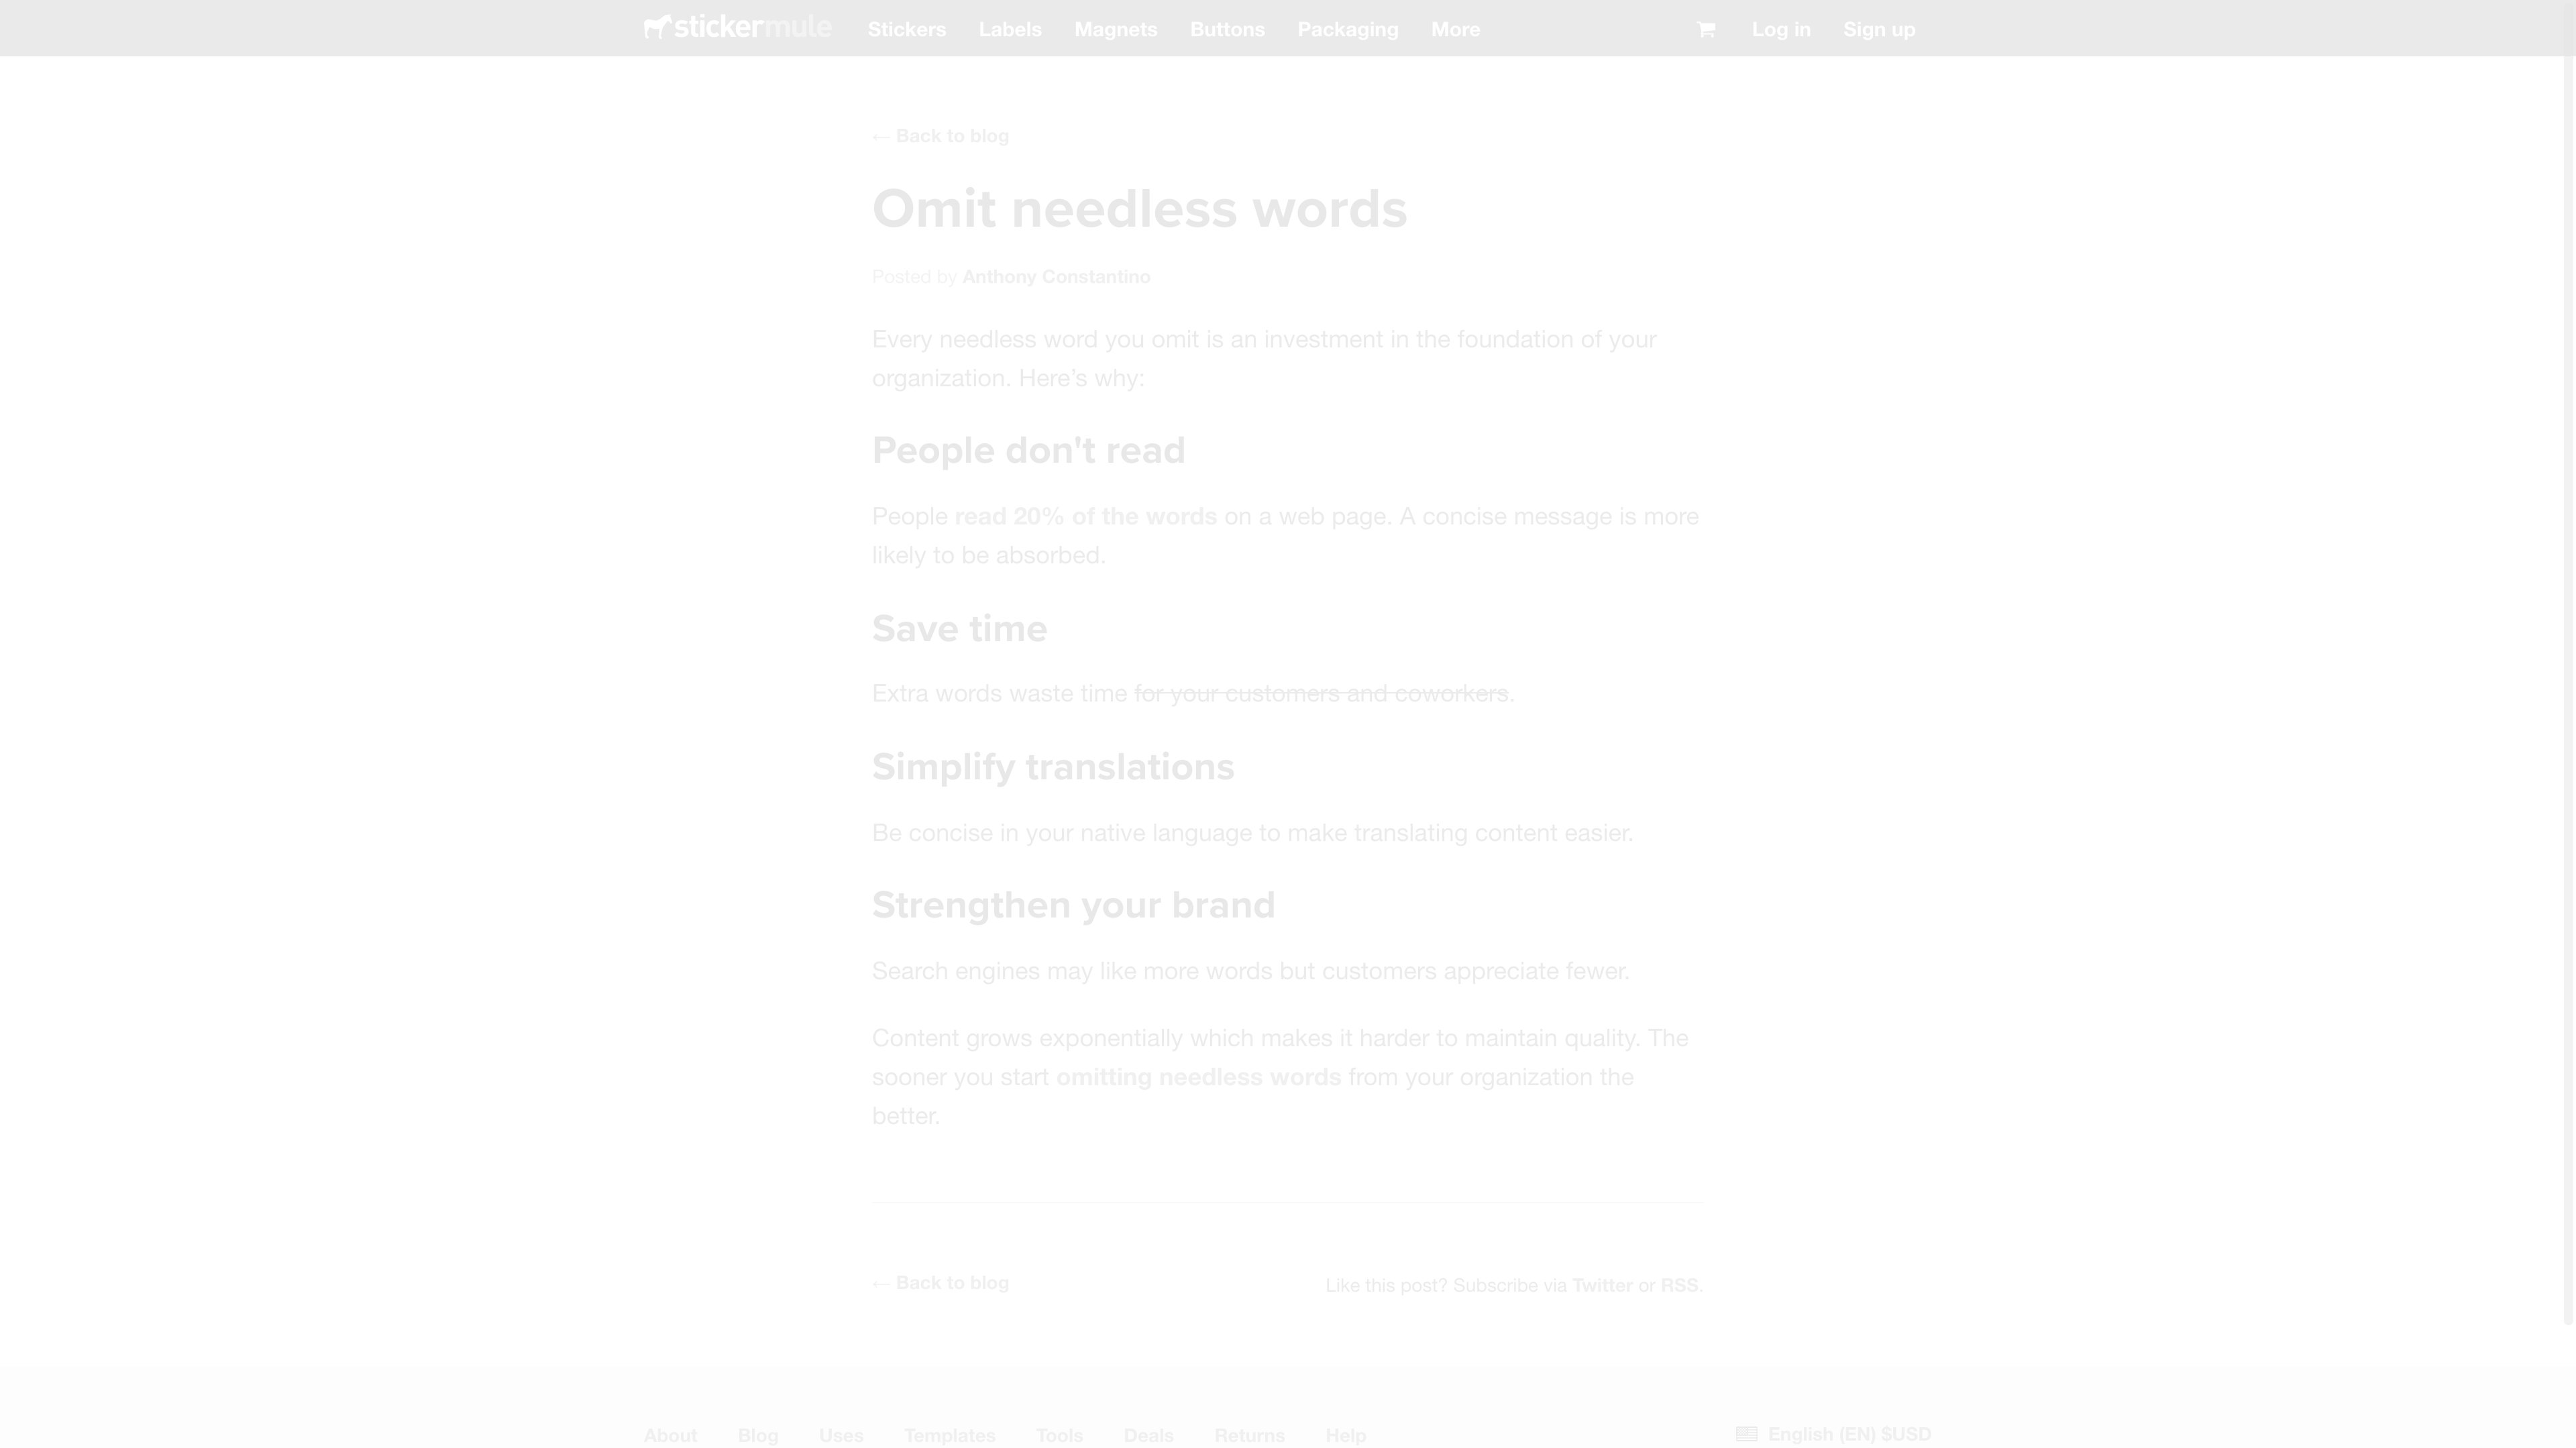 stickermule Stickers Labels Magnets Buttons Packaging More Log in Sign up
← Back to blog
Omit needless words
Posted by Anthony Constantino
Every needless word you omit is an investment in the foundation of your
organization. Here’s why:
People don't read
People read 20% of the words on a web page. A concise message is more
likely to be absorbed.
Save time
Extra words waste time for your customers and coworkers.
Simplify translations
Be concise in your native language to make translating content easier.
Strengthen your brand
Search engines may like more words but customers appreciate fewer.
Content grows exponentially which makes it harder to maintain quality. The
sooner you start omitting needless words from your organization the
better.
← Back to blog Like this post? Subscribe via Twitter or RSS.
About Blog Uses Templates Tools Deals Returns Help English (EN) $USD